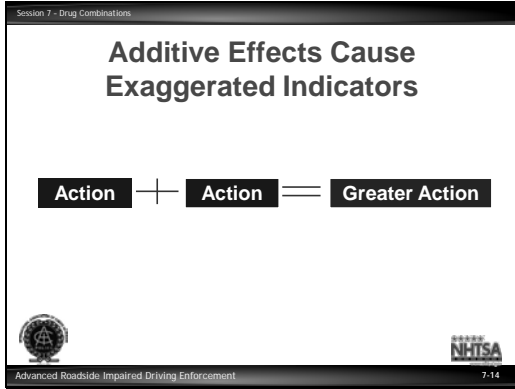 Session 7 – Drug Combinations
Additive Effects Cause
Exaggerated Indicators
Action + Action = Greater Action
NHTSA
Advanced Roadside Impaired Driving Enforcement 7-14